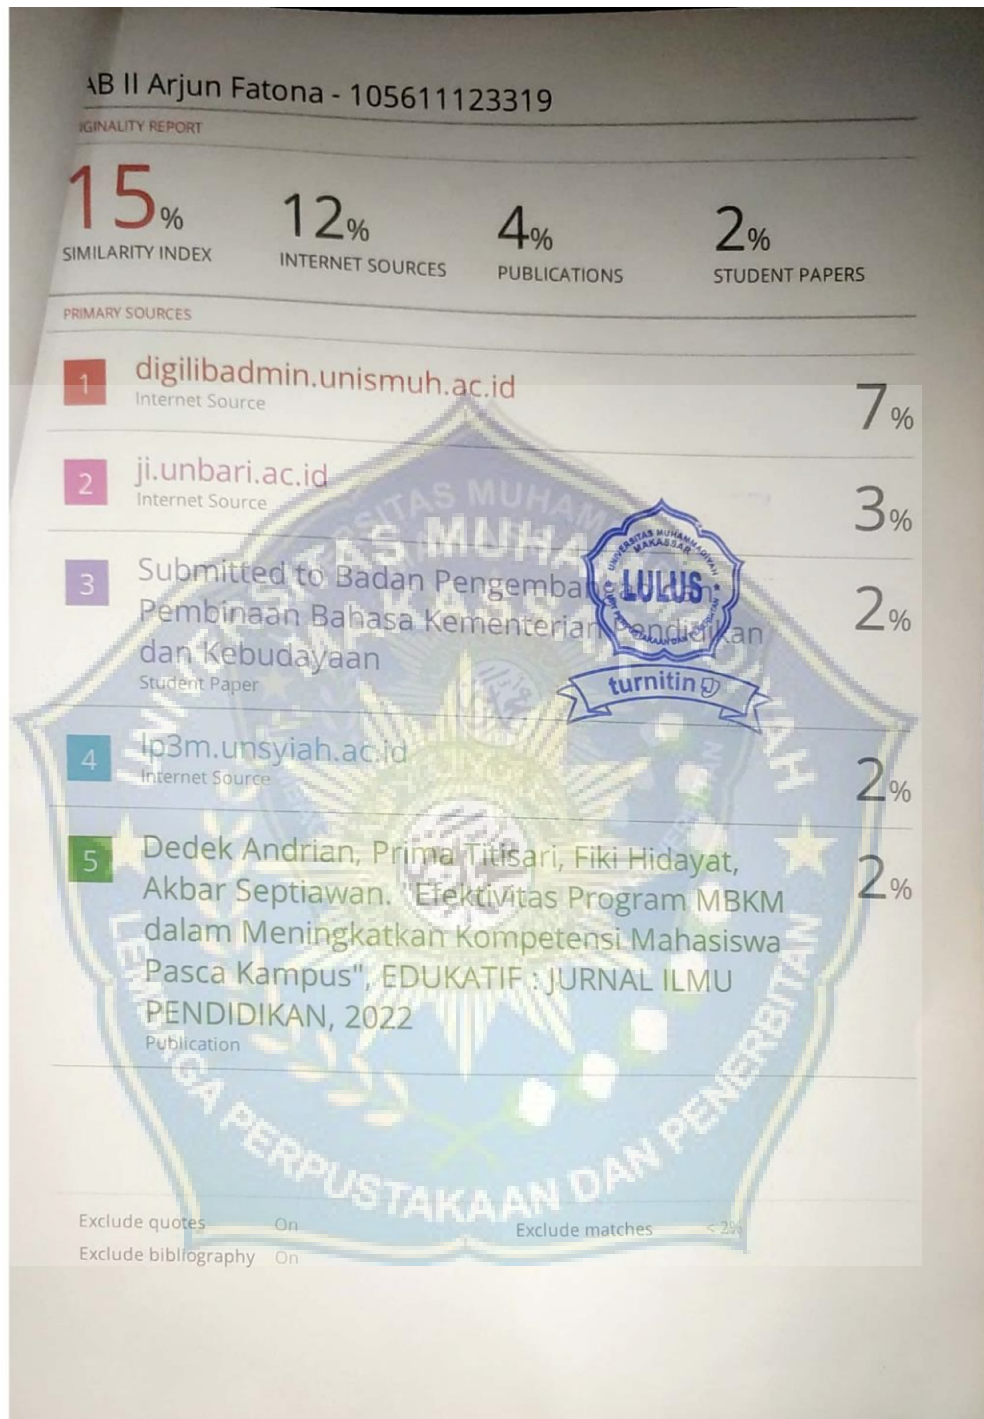 AB II Arjun Fatona - 105611123319
IGINALITY REPORT
15% 12% 4% 2%
SIMILARITY INDEX INTERNET SOURCES PUBLICATIONS STUDENT PAPERS
PRIMARY SOURCES
1 digilibadmin.unismuh.ac.id 7%
Internet Source
2 ji.unbari.ac.id 3%
Internet Source
3 Submitted to Badan Pengemba 2%
Pembinaan Bahasa Kementerian Pendidikan
dan Kebudayaan
Student Paper
UNIVERSITAS MUHAMMADIYAH
MAKASSAR
LULUS
turnitin
4 lp3m.unsyiah.ac.id 2%
Internet Source
5 Dedek Andrian, Prima Titisari, Fiki Hidayat, 2%
Akbar Septiawan. "Efektivitas Program MBKM
dalam Meningkatkan Kompetensi Mahasiswa
Pasca Kampus", EDUKATIF : JURNAL ILMU
PENDIDIKAN, 2022
Publication
LEMBAGA PERPUSTAKAAN DAN PENERBITAN
Exclude quotes On Exclude matches < 2%
Exclude bibliography On